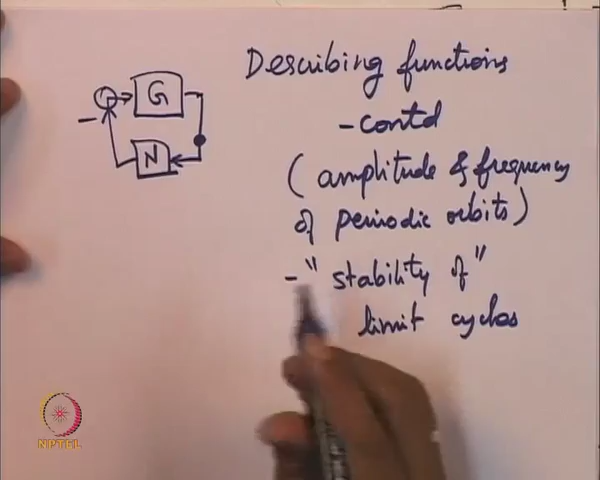 Describing functions
- contd
(amplitude & frequency
of periodic orbits)
- "stability of"
limit cycles
G
-
N
NPTEL